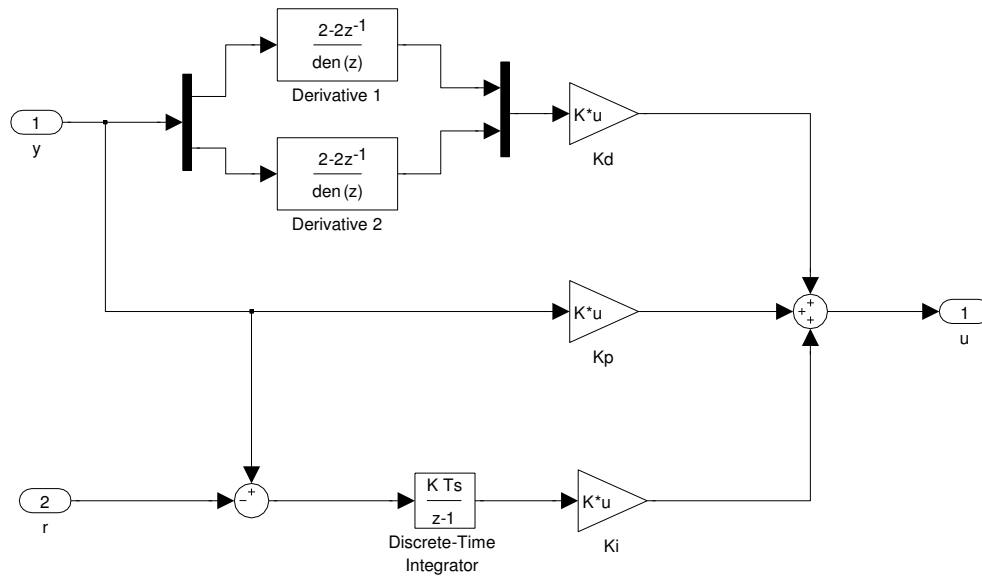 2-2z⁻¹
den(z)
Derivative 1
1
y
K*u
Kd
2-2z⁻¹
den(z)
Derivative 2
K*u
Kp
+
+
+
1
u
2
r
+
−
K Ts
z-1
Discrete-Time
Integrator
K*u
Ki